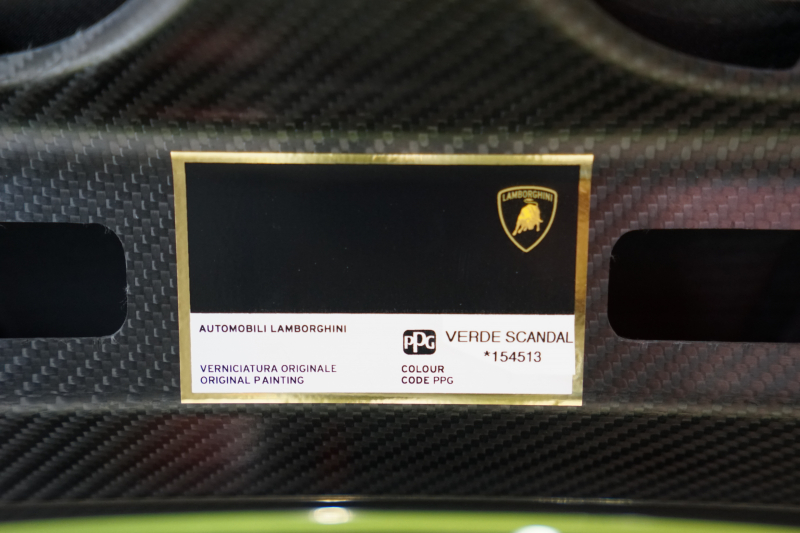 LAMBORGHINI
AUTOMOBILI LAMBORGHINI
PPG VERDE SCANDAL
*154513
VERNICIATURA ORIGINALE
ORIGINAL PAINTING
COLOUR
CODE PPG